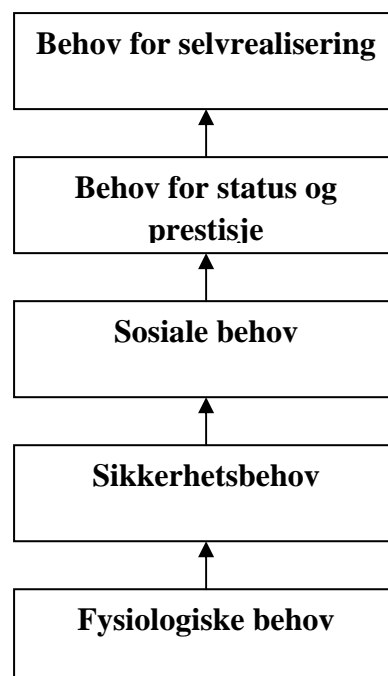 Behov for selvrealisering
Behov for status og
prestisje
Sosiale behov
Sikkerhetsbehov
Fysiologiske behov